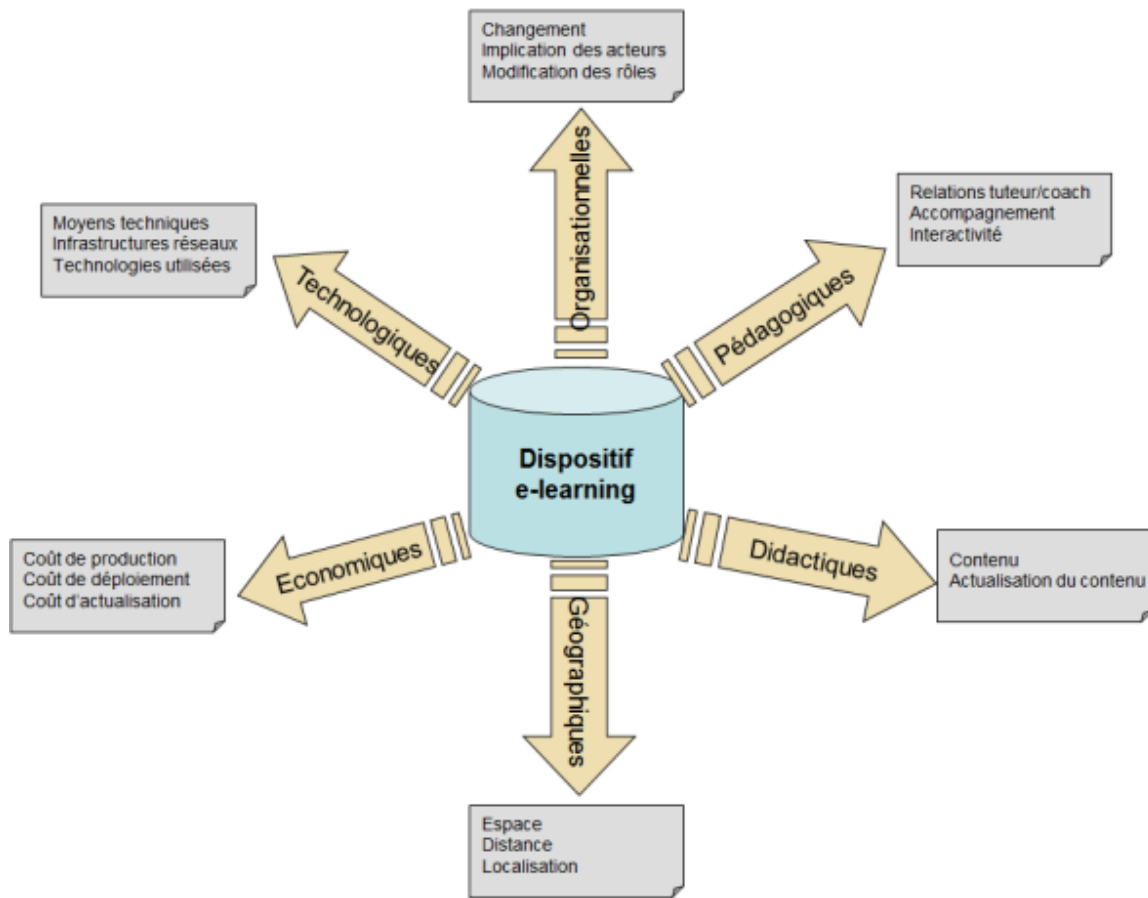 Changement
Implication des acteurs
Modification des rôles
Organisationnelles
Relations tuteur/coach
Accompagnement
Interactivité
Pédagogiques
Moyens techniques
Infrastructures réseaux
Technologies utilisées
Technologiques
Dispositif
e-learning
Coût de production
Coût de déploiement
Coût d'actualisation
Economiques
Didactiques
Contenu
Actualisation du contenu
Géographiques
Espace
Distance
Localisation